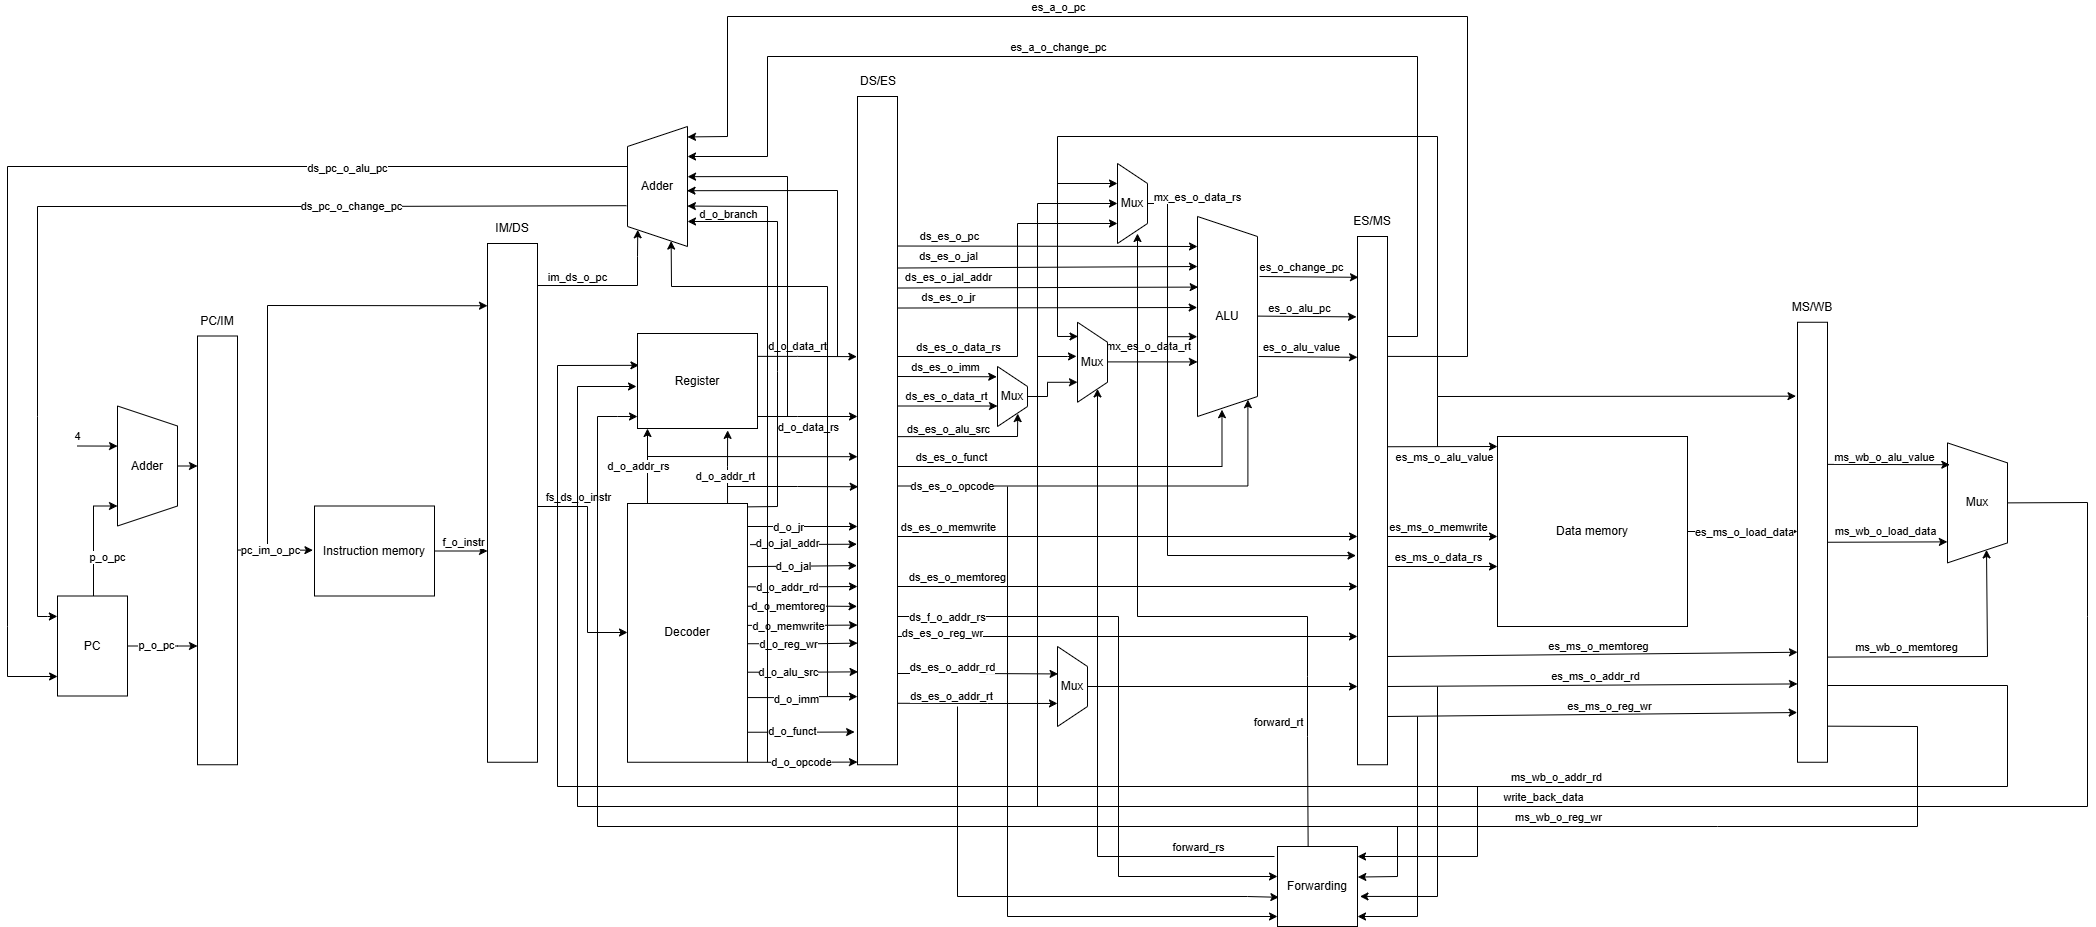 es_a_o_pc
es_a_o_change_pc
DS/ES
ds_pc_o_alu_pc
Adder
ds_pc_o_change_pc
d_o_branch
Mux
mx_es_o_data_rs
ES/MS
IM/DS
ds_es_o_pc
ds_es_o_jal
im_ds_o_pc
ds_es_o_jal_addr
es_o_change_pc
ds_es_o_jr
es_o_alu_pc
ALU
MS/WB
PC/IM
d_o_data_rt
ds_es_o_data_rs
mx_es_o_data_rt
es_o_alu_value
Mux
ds_es_o_imm
Register
Mux
ds_es_o_data_rt
d_o_data_rs
ds_es_o_alu_src
4
Adder
d_o_addr_rs
d_o_addr_rt
ds_es_o_funct
es_ms_o_alu_value
ms_wb_o_alu_value
ds_es_o_opcode
fs_ds_o_instr
Mux
d_o_jr
ds_es_o_memwrite
es_ms_o_memwrite
Data memory
es_ms_o_load_data
ms_wb_o_load_data
f_o_instr
d_o_jal_addr
pc_im_o_pc
Instruction memory
p_o_pc
d_o_jal
es_ms_o_data_rs
ds_es_o_memtoreg
d_o_addr_rd
d_o_memtoreg
ds_f_o_addr_rs
d_o_memwrite
Decoder
ds_es_o_reg_wr
PC
p_o_pc
d_o_reg_wr
es_ms_o_memtoreg
ms_wb_o_memtoreg
d_o_alu_src
ds_es_o_addr_rd
es_ms_o_addr_rd
Mux
d_o_imm
ds_es_o_addr_rt
es_ms_o_reg_wr
forward_rt
d_o_funct
d_o_opcode
ms_wb_o_addr_rd
write_back_data
ms_wb_o_reg_wr
forward_rs
Forwarding